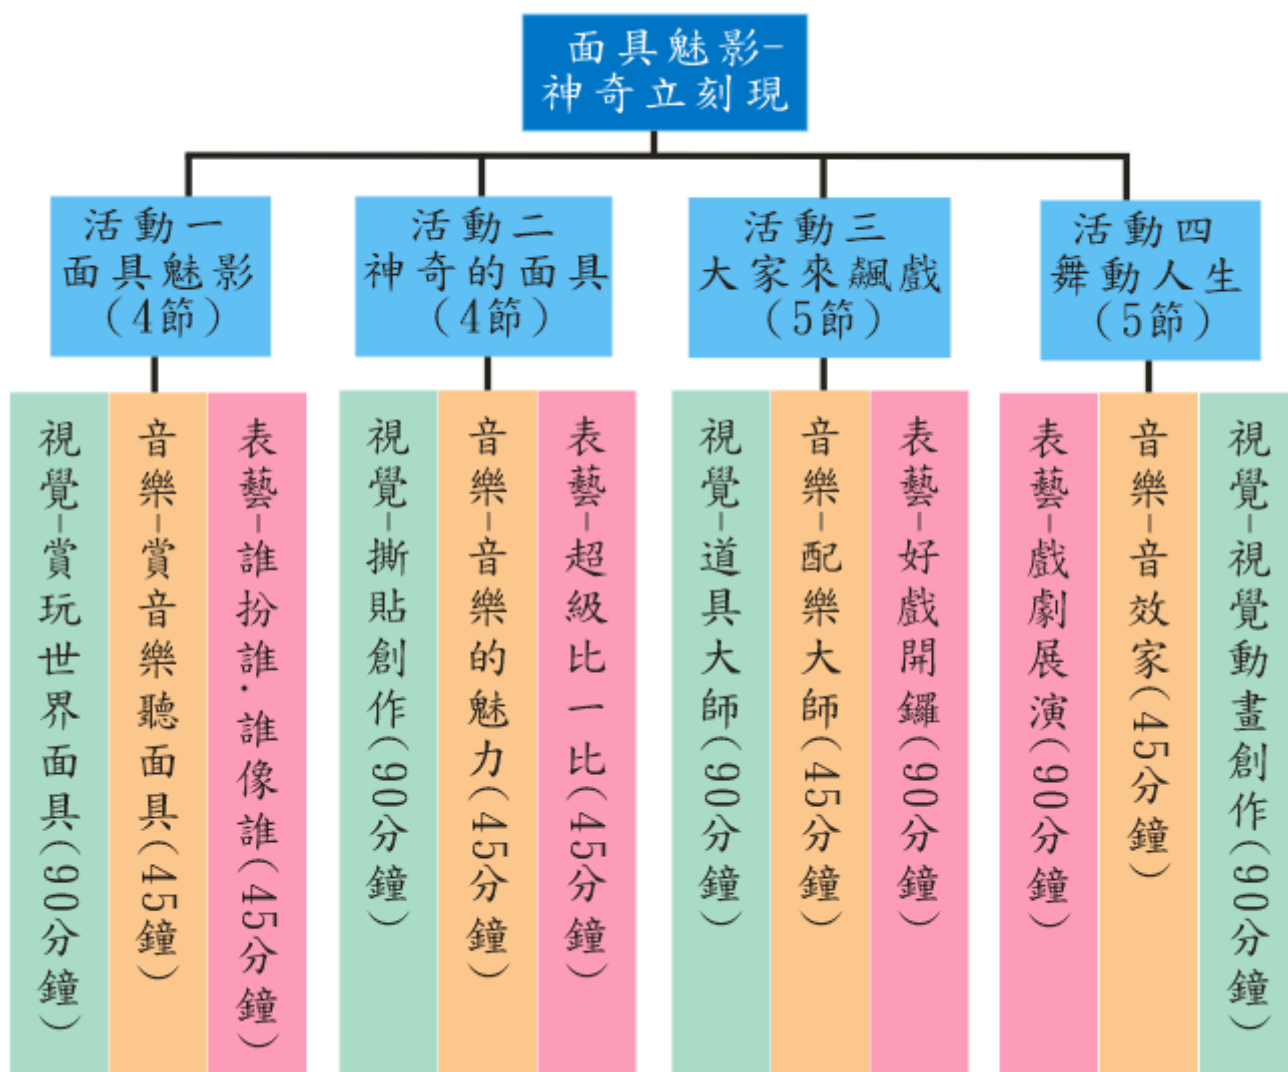 面具魅影-
神奇立刻現
活動一
面具魅影
(4節)
活動二
神奇的面具
(4節)
活動三
大家來飆戲
(5節)
活動四
舞動人生
(5節)
視覺-賞玩世界面具(90分鐘)
音樂-賞音樂聽面具(45鐘)
表藝-誰扮誰.誰像誰(45分鐘)
視覺-撕貼創作(90分鐘)
音樂-音樂的魅力(45分鐘)
表藝-超級比一比(45分鐘)
視覺-道具大師(90分鐘)
音樂-配樂大師(45分鐘)
表藝-好戲開鑼(90分鐘)
表藝-戲劇展演(90分鐘)
音樂-音效家(45分鐘)
視覺-視覺動畫創作(90分鐘)